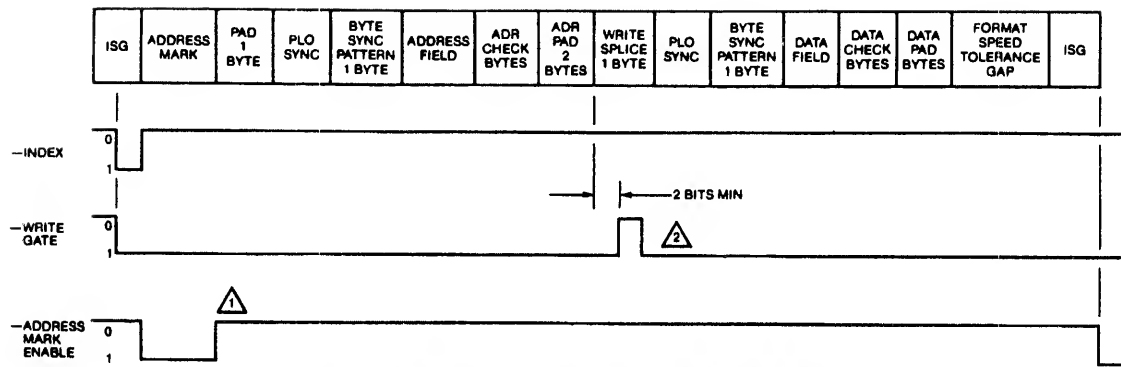 ISG
ADDRESS
MARK
PAD
1
BYTE
PLO
SYNC
BYTE
SYNC
PATTERN
1 BYTE
ADDRESS
FIELD
ADR
CHECK
BYTES
ADR
PAD
2
BYTES
WRITE
SPLICE
1 BYTE
PLO
SYNC
BYTE
SYNC
PATTERN
1 BYTE
DATA
FIELD
DATA
CHECK
BYTES
DATA
PAD
BYTES
FORMAT
SPEED
TOLERANCE
GAP
ISG
—INDEX
0
1
2 BITS MIN
—WRITE
GATE
0
1
2
1
—ADDRESS
MARK
ENABLE
0
1